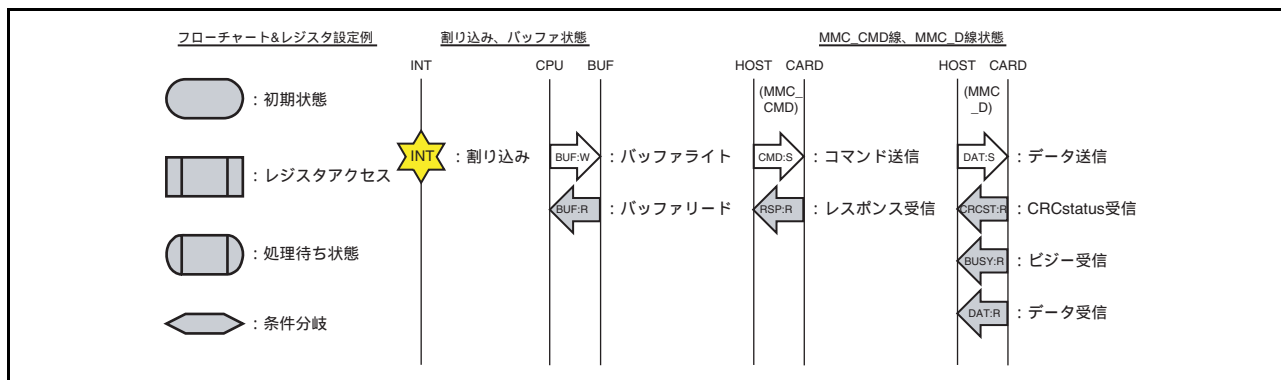 フローチャート&レジスタ設定例
割り込み、バッファ状態
MMC_CMD線、MMC_D線状態
INT
CPU BUF
HOST CARD
HOST CARD
(MMC_
CMD)
(MMC
_D)
：初期状態
INT
：割り込み
BUF:W
：バッファライト
CMD:S
：コマンド送信
DAT:S
：データ送信
：レジスタアクセス
BUF:R
：バッファリード
RSP:R
：レスポンス受信
CRCST:R
：CRCstatus受信
：処理待ち状態
BUSY:R
：ビジー受信
：条件分岐
DAT:R
：データ受信